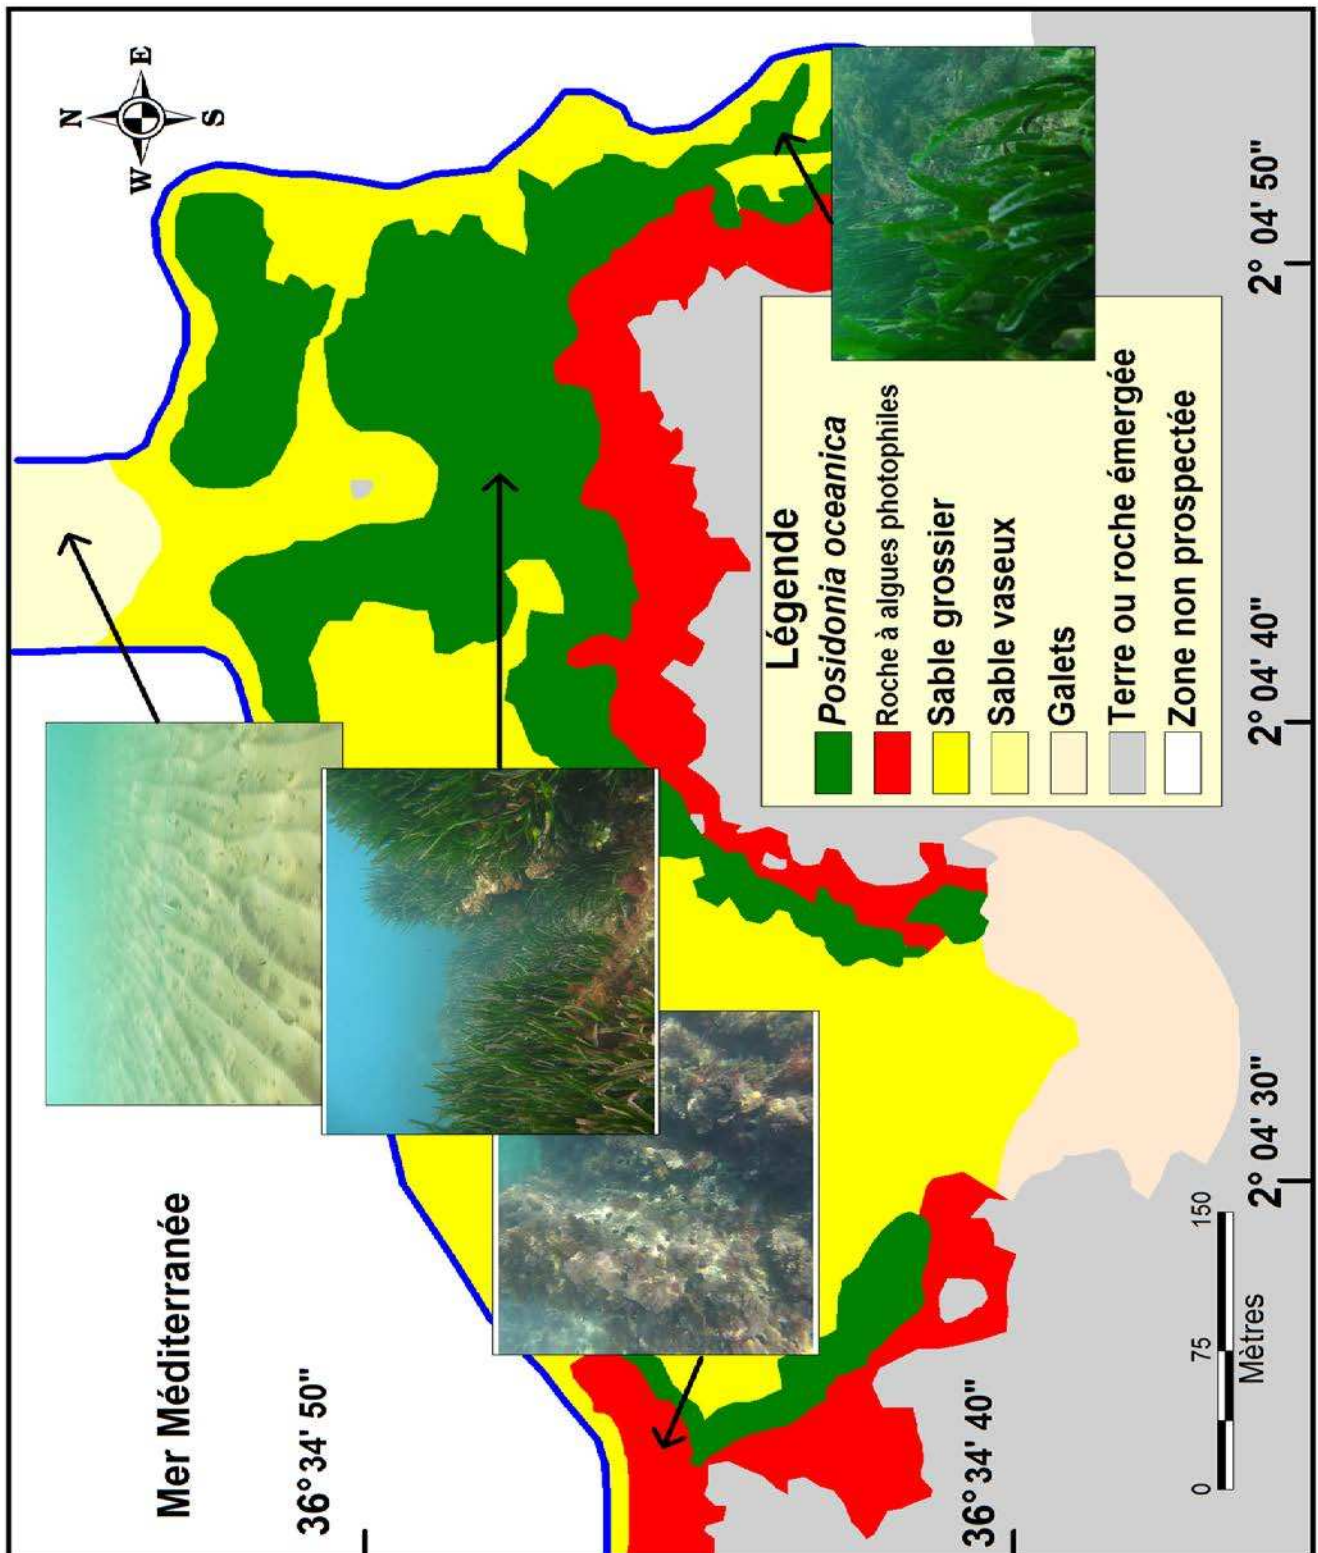 Mer Méditerranée
N
W
E
S
36° 34' 50"
36° 34' 40"
Légende
Posidonia oceanica
Roche à algues photophiles
Sable grossier
Sable vaseux
Galets
Terre ou roche émergée
Zone non prospectée
0
75
150
Mètres
2° 04' 30"
2° 04' 40"
2° 04' 50"